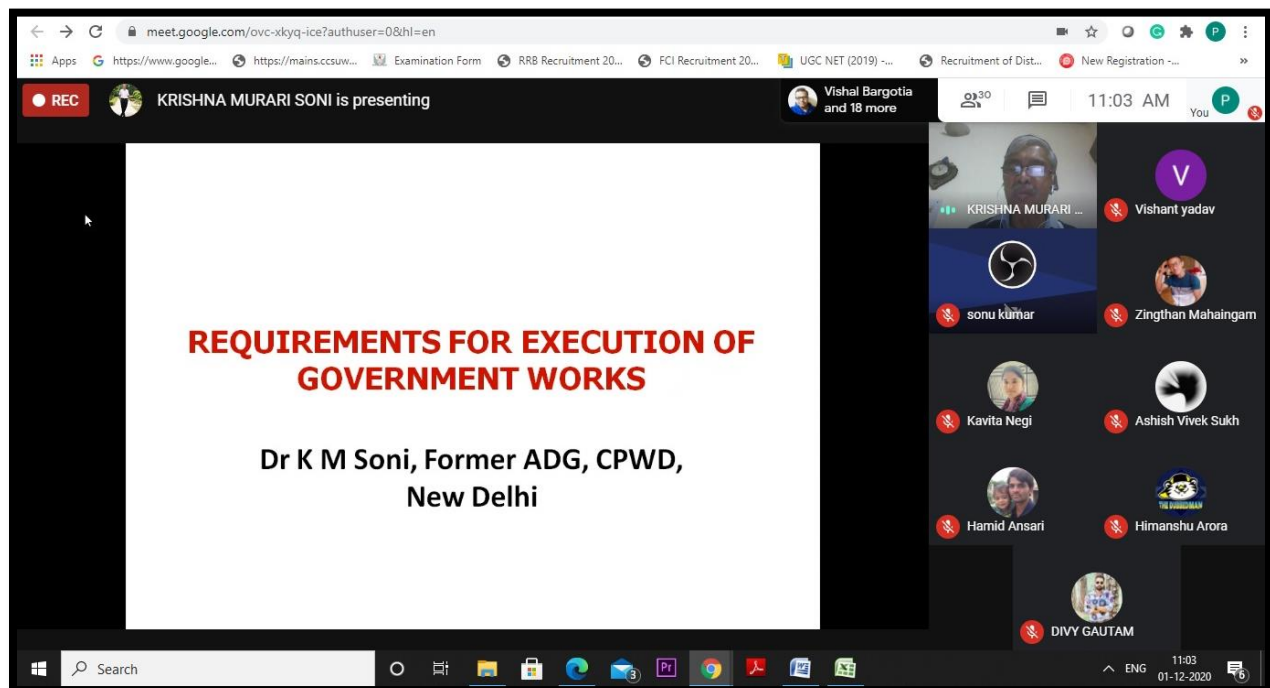 meet.google.com/ovc-xkyq-ice?authuser=0&hl=en
P
Apps
https://www.google...
https://mains.ccsuw...
Examination Form
RRB Recruitment 20...
FCI Recruitment 20...
UGC NET (2019) -...
Recruitment of Dist...
New Registration -...
»
REC
KRISHNA MURARI SONI is presenting
Vishal Bargotia
and 18 more
30
11:03 AM
You
P
REQUIREMENTS FOR EXECUTION OF
GOVERNMENT WORKS
Dr K M Soni, Former ADG, CPWD,
New Delhi
KRISHNA MURARI ...
V
Vishant yadav
sonu kumar
Zingthan Mahaingam
Kavita Negi
Ashish Vivek Sukh
Hamid Ansari
Himanshu Arora
DIVY GAUTAM
Search
3
Pr
ENG
11:03
01-12-2020
6